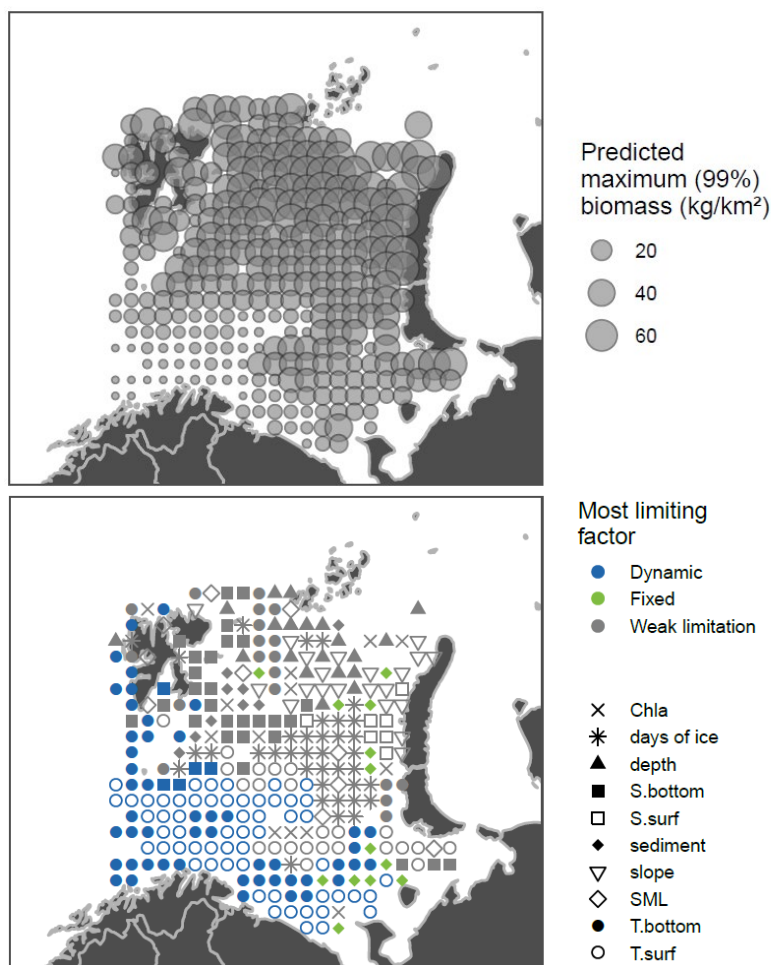 Predicted
maximum (99%)
biomass (kg/km²)
20
40
60
Most limiting
factor
Dynamic
Fixed
Weak limitation
Chla
days of ice
depth
S.bottom
S.surf
sediment
slope
SML
T.bottom
T.surf